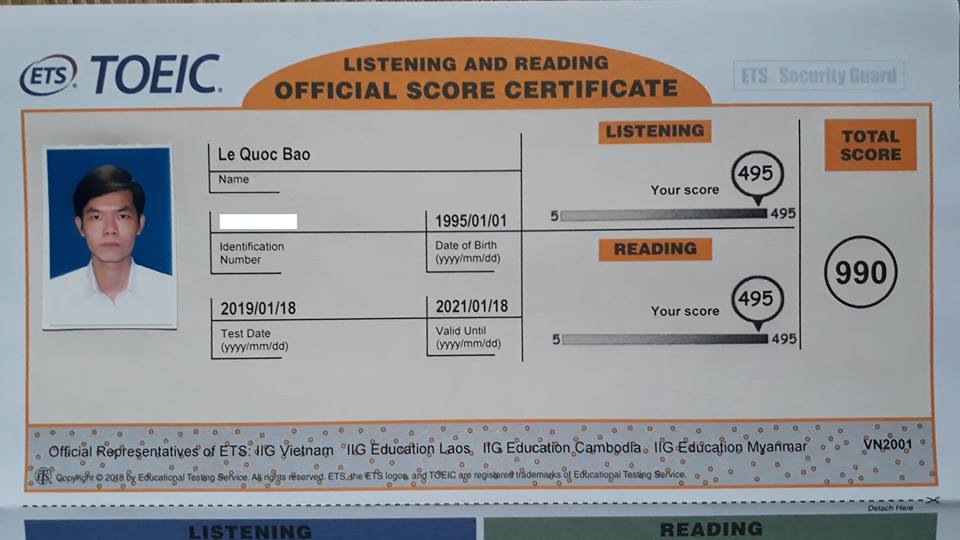 ETS® TOEIC®
LISTENING AND READING
OFFICIAL SCORE CERTIFICATE
ETS® Security Guard
Le Quoc Bao
Name
Identification
Number
1995/01/01
Date of Birth
(yyyy/mm/dd)
2019/01/18
Test Date
(yyyy/mm/dd)
2021/01/18
Valid Until
(yyyy/mm/dd)
LISTENING
Your score
495
5 495
READING
Your score
495
5 495
TOTAL
SCORE
990
Official Representatives of ETS: IIG Vietnam IIG Education Laos IIG Education Cambodia IIG Education Myanmar VN2001
Copyright © 2018 by Educational Testing Service. All rights reserved. ETS, the ETS logos, and TOEIC are registered trademarks of Educational Testing Service.
Detach Here
LISTENING READING